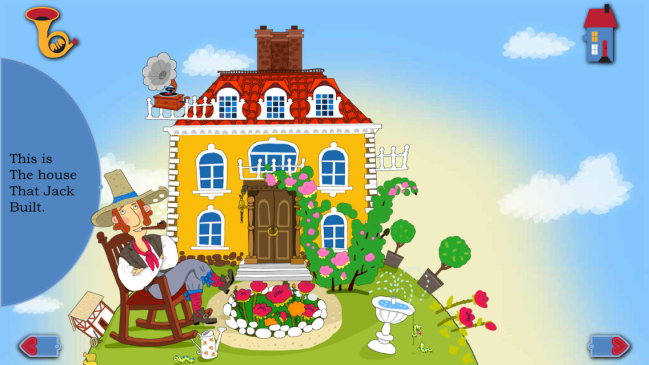 This is
The house
That Jack
Built.